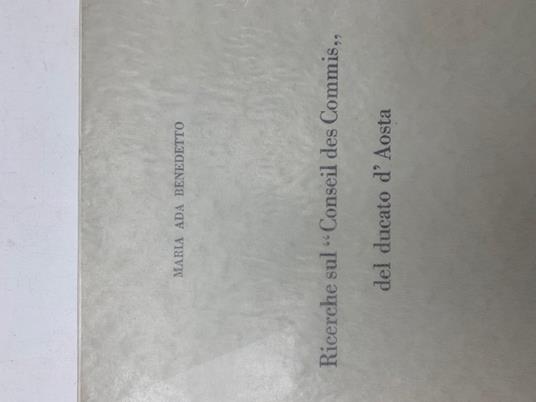 MARIA ADA BENEDETTO
Ricerche sul “Conseil des Commis„
del ducato d' Aosta